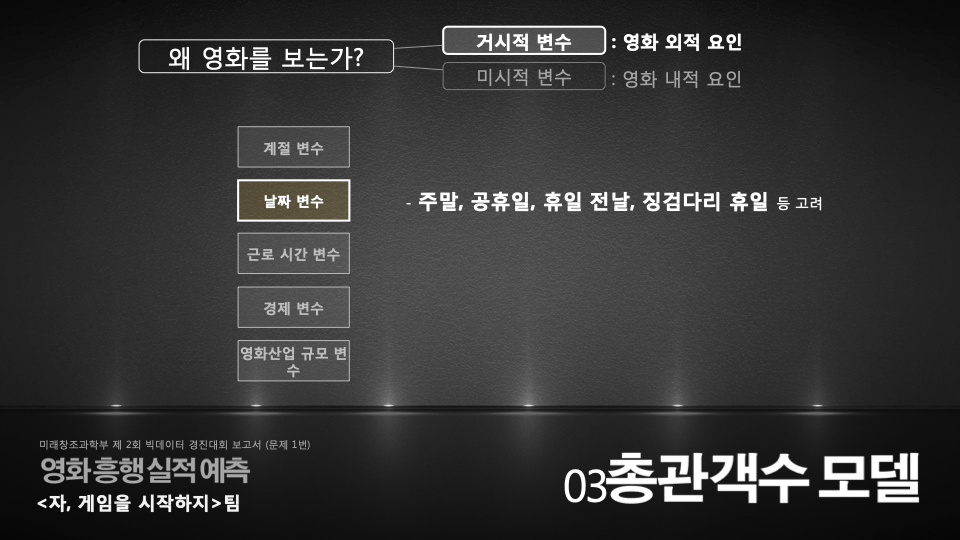 왜 영화를 보는가?
거시적 변수 : 영화 외적 요인
미시적 변수 : 영화 내적 요인
계절 변수
날짜 변수 - 주말, 공휴일, 휴일 전날, 징검다리 휴일 등 고려
근로 시간 변수
경제 변수
영화산업 규모 변
수
미래창조과학부 제 2회 빅데이터 경진대회 보고서 (문제 1번)
영화 흥행 실적 예측
<자, 게임을 시작하지>팀
03총관객수 모델